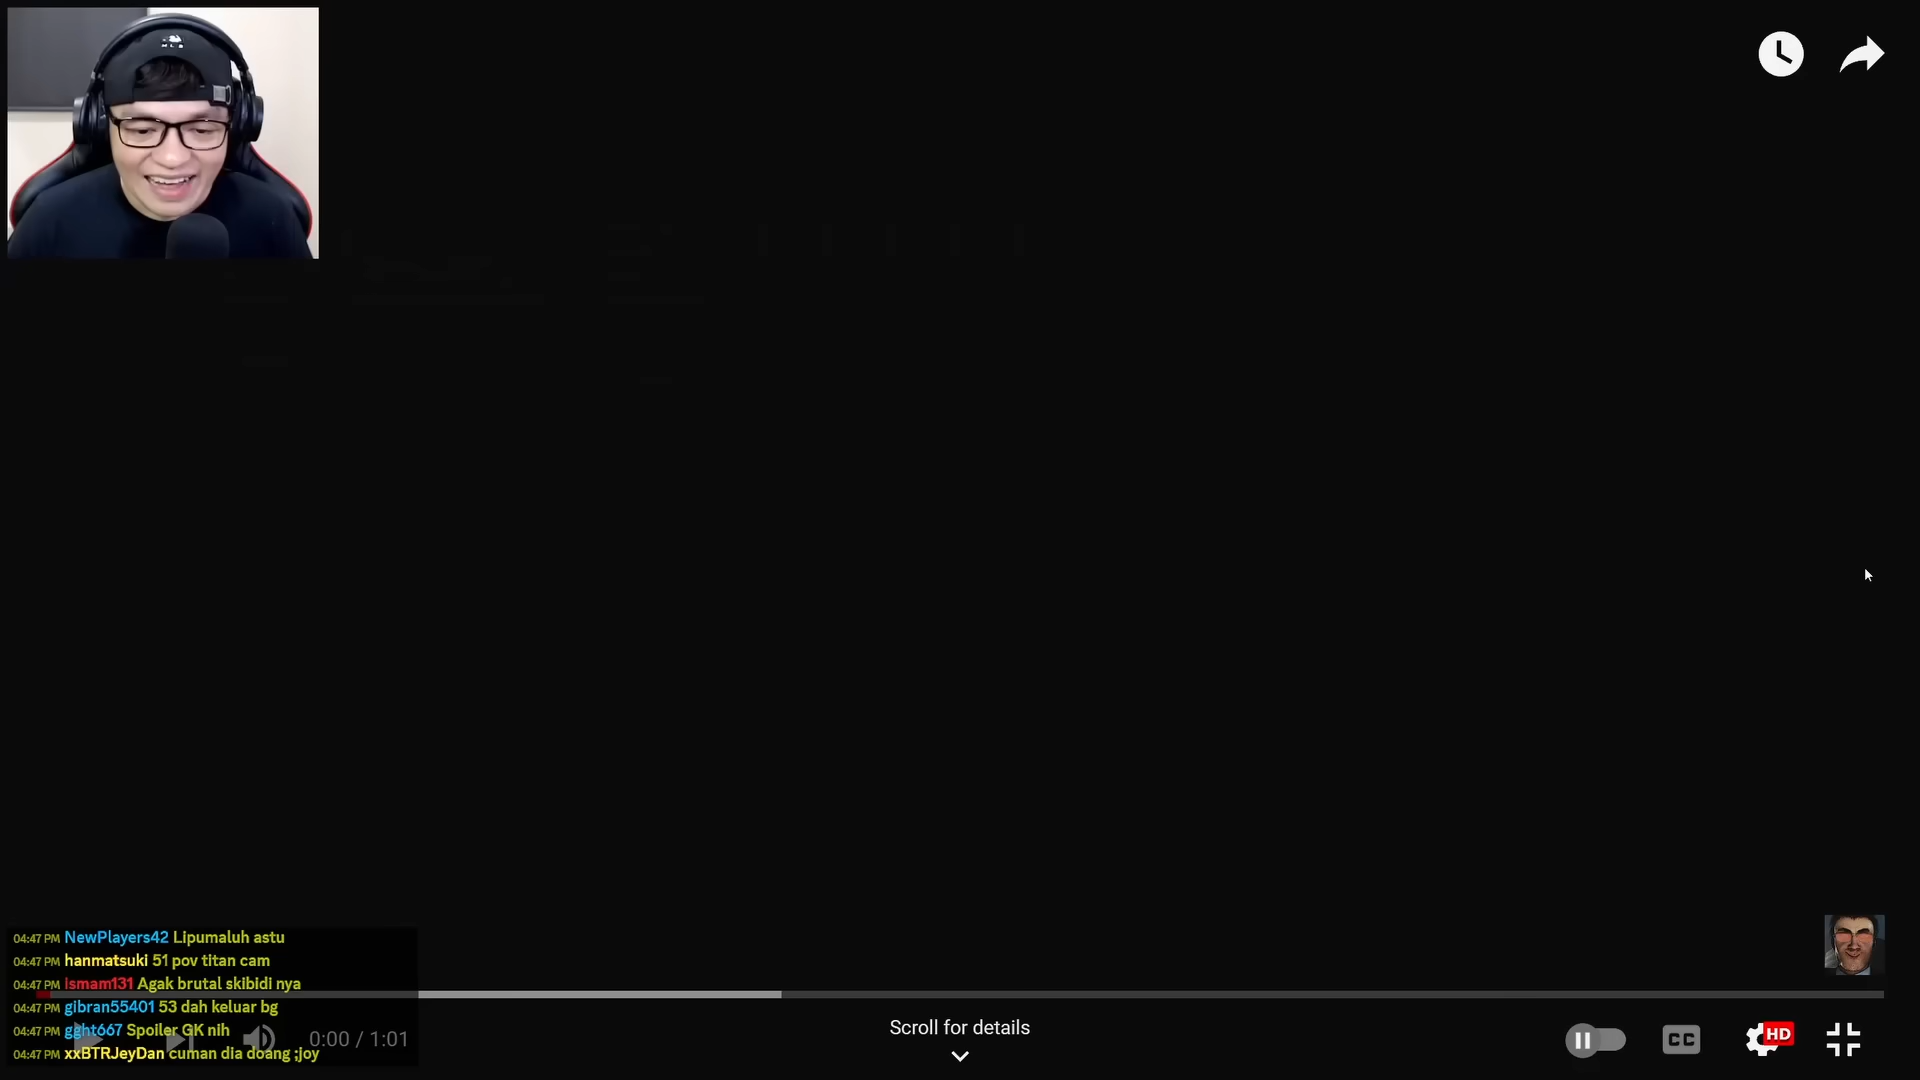 MLB
04:47 PM NewPlayers42 Lipumaluh astu
04:47 PM hanmatsuki 51 pov titan cam
04:47 PM Ismam131 Agak brutal skibidi nya
04:47 PM gibran55401 53 dah keluar bg
04:47 PM gght667 Spoiler GK nih
04:47 PM xxBTRJeyDan cuman dia doang ;joy
0:00 / 1:01
Scroll for details
CC
HD